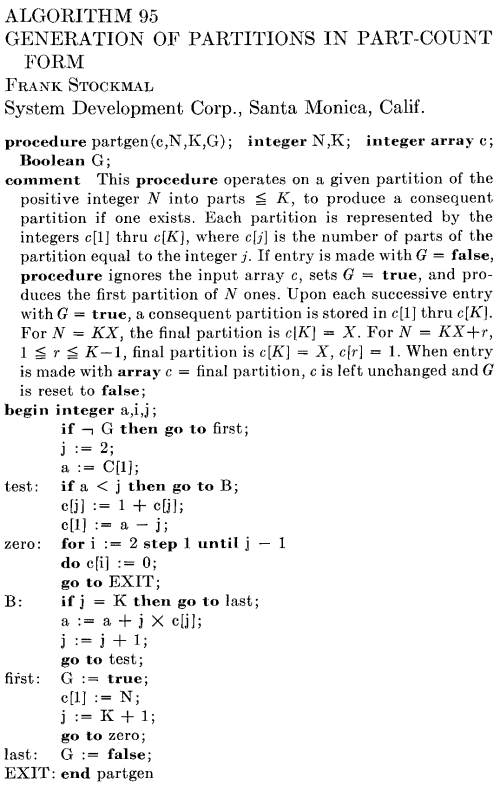 ALGORITHM 95
GENERATION OF PARTITIONS IN PART-COUNT
FORM
FRANK STOCKMAL
System Development Corp., Santa Monica, Calif.
procedure partgen(c,N,K,G); integer N,K; integer array c;
Boolean G;
comment This procedure operates on a given partition of the
positive integer N into parts ≦ K, to produce a consequent
partition if one exists. Each partition is represented by the
integers c[1] thru c[K], where c[j] is the number of parts of the
partition equal to the integer j. If entry is made with G = false,
procedure ignores the input array c, sets G = true, and pro-
duces the first partition of N ones. Upon each successive entry
with G = true, a consequent partition is stored in c[1] thru c[K].
For N = KX, the final partition is c[K] = X. For N = KX+r,
1 ≦ r ≦ K−1, final partition is c[K] = X, c[r] = 1. When entry
is made with array c = final partition, c is left unchanged and G
is reset to false;
begin integer a,i,j;
if ¬ G then go to first;
j := 2;
a := C[1];
test: if a < j then go to B;
c[j] := 1 + c[j];
c[1] := a − j;
zero: for i := 2 step 1 until j − 1
do c[i] := 0;
go to EXIT;
B: if j = K then go to last;
a := a + j × c[j];
j := j + 1;
go to test;
first: G := true;
c[1] := N;
j := K + 1;
go to zero;
last: G := false;
EXIT: end partgen